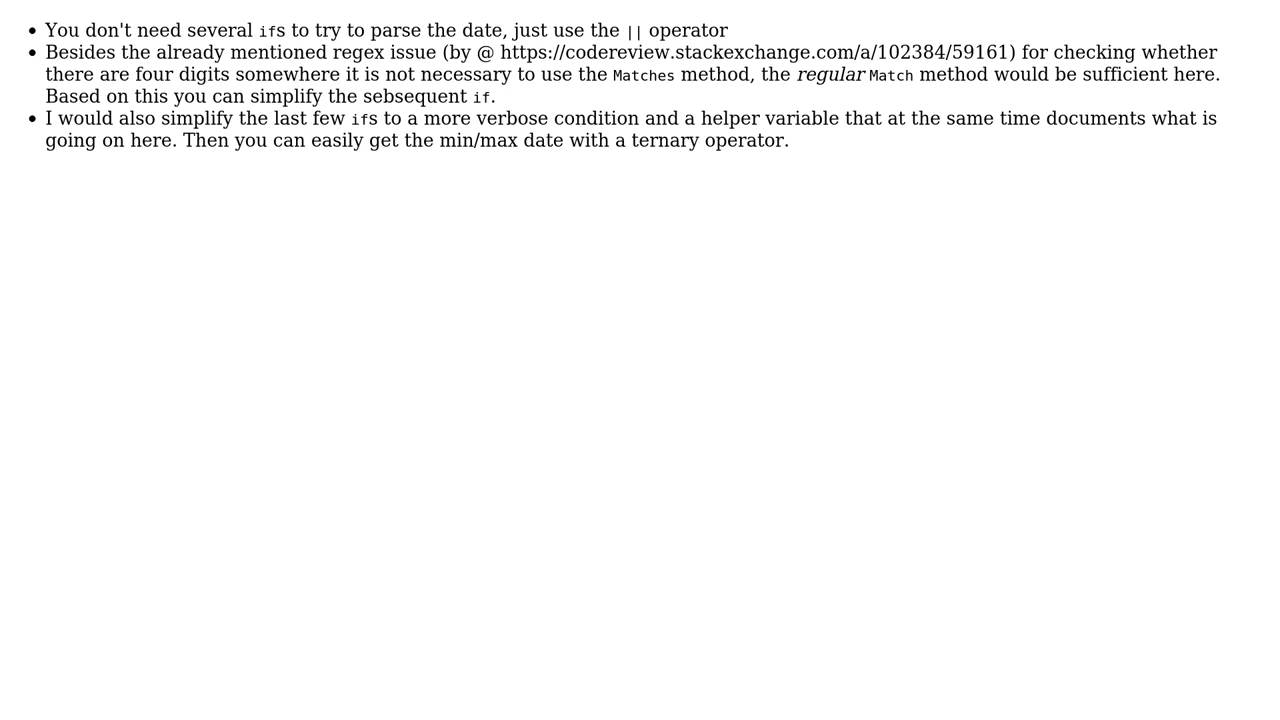 • You don't need several ifs to try to parse the date, just use the || operator
• Besides the already mentioned regex issue (by @ https://codereview.stackexchange.com/a/102384/59161) for checking whether
there are four digits somewhere it is not necessary to use the Matches method, the regular Match method would be sufficient here.
Based on this you can simplify the sebsequent if.
• I would also simplify the last few ifs to a more verbose condition and a helper variable that at the same time documents what is
going on here. Then you can easily get the min/max date with a ternary operator.